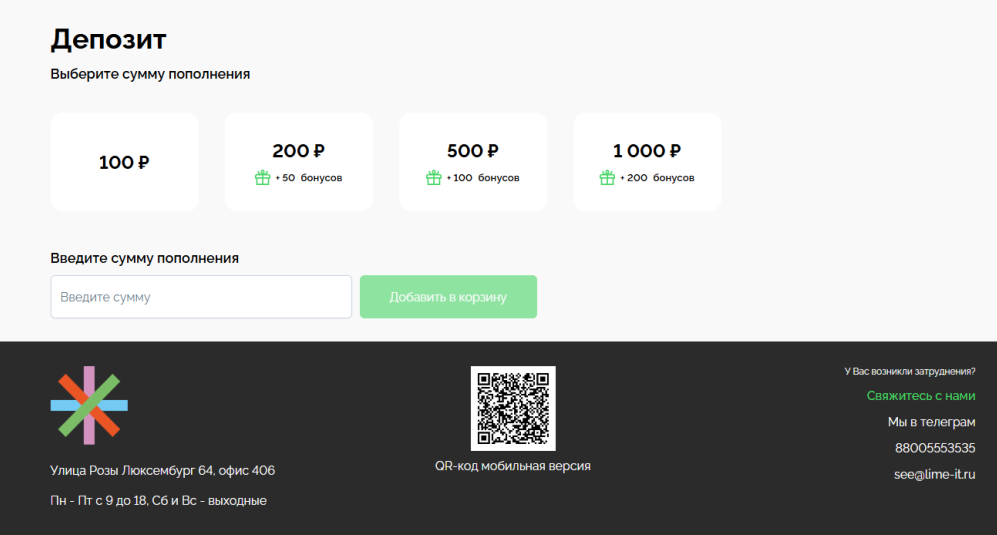 Депозит
Выберите сумму пополнения
100 ₽
200 ₽
+ 50 бонусов
500 ₽
+ 100 бонусов
1 000 ₽
+ 200 бонусов
Введите сумму пополнения
Введите сумму
Добавить в корзину
Улица Розы Люксембург 64, офис 406
Пн - Пт с 9 до 18, Сб и Вс - выходные
QR-код мобильная версия
У Вас возникли затруднения?
Свяжитесь с нами
Мы в телеграм
88005553535
see@lime-it.ru